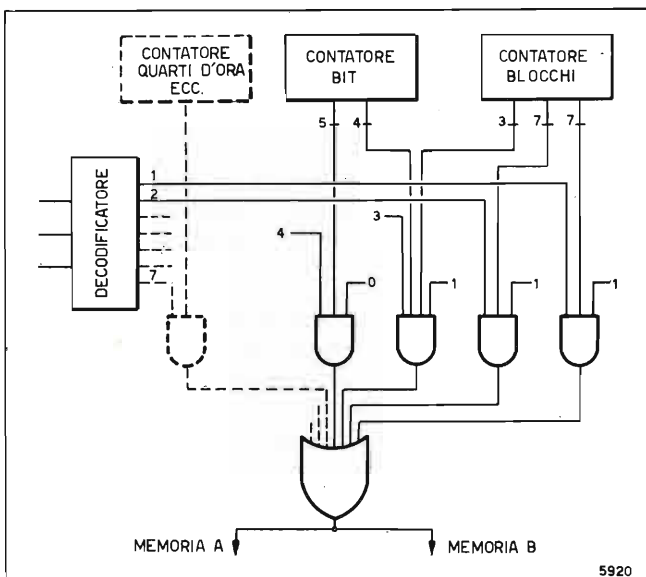 CONTATORE
QUARTI D'ORA
ECC.
CONTATORE
BIT
CONTATORE
BLOCCHI
5
4
3
7
7
DECODIFICATORE
1
2
7
4
0
3
1
1
1
MEMORIA A
MEMORIA B
5920